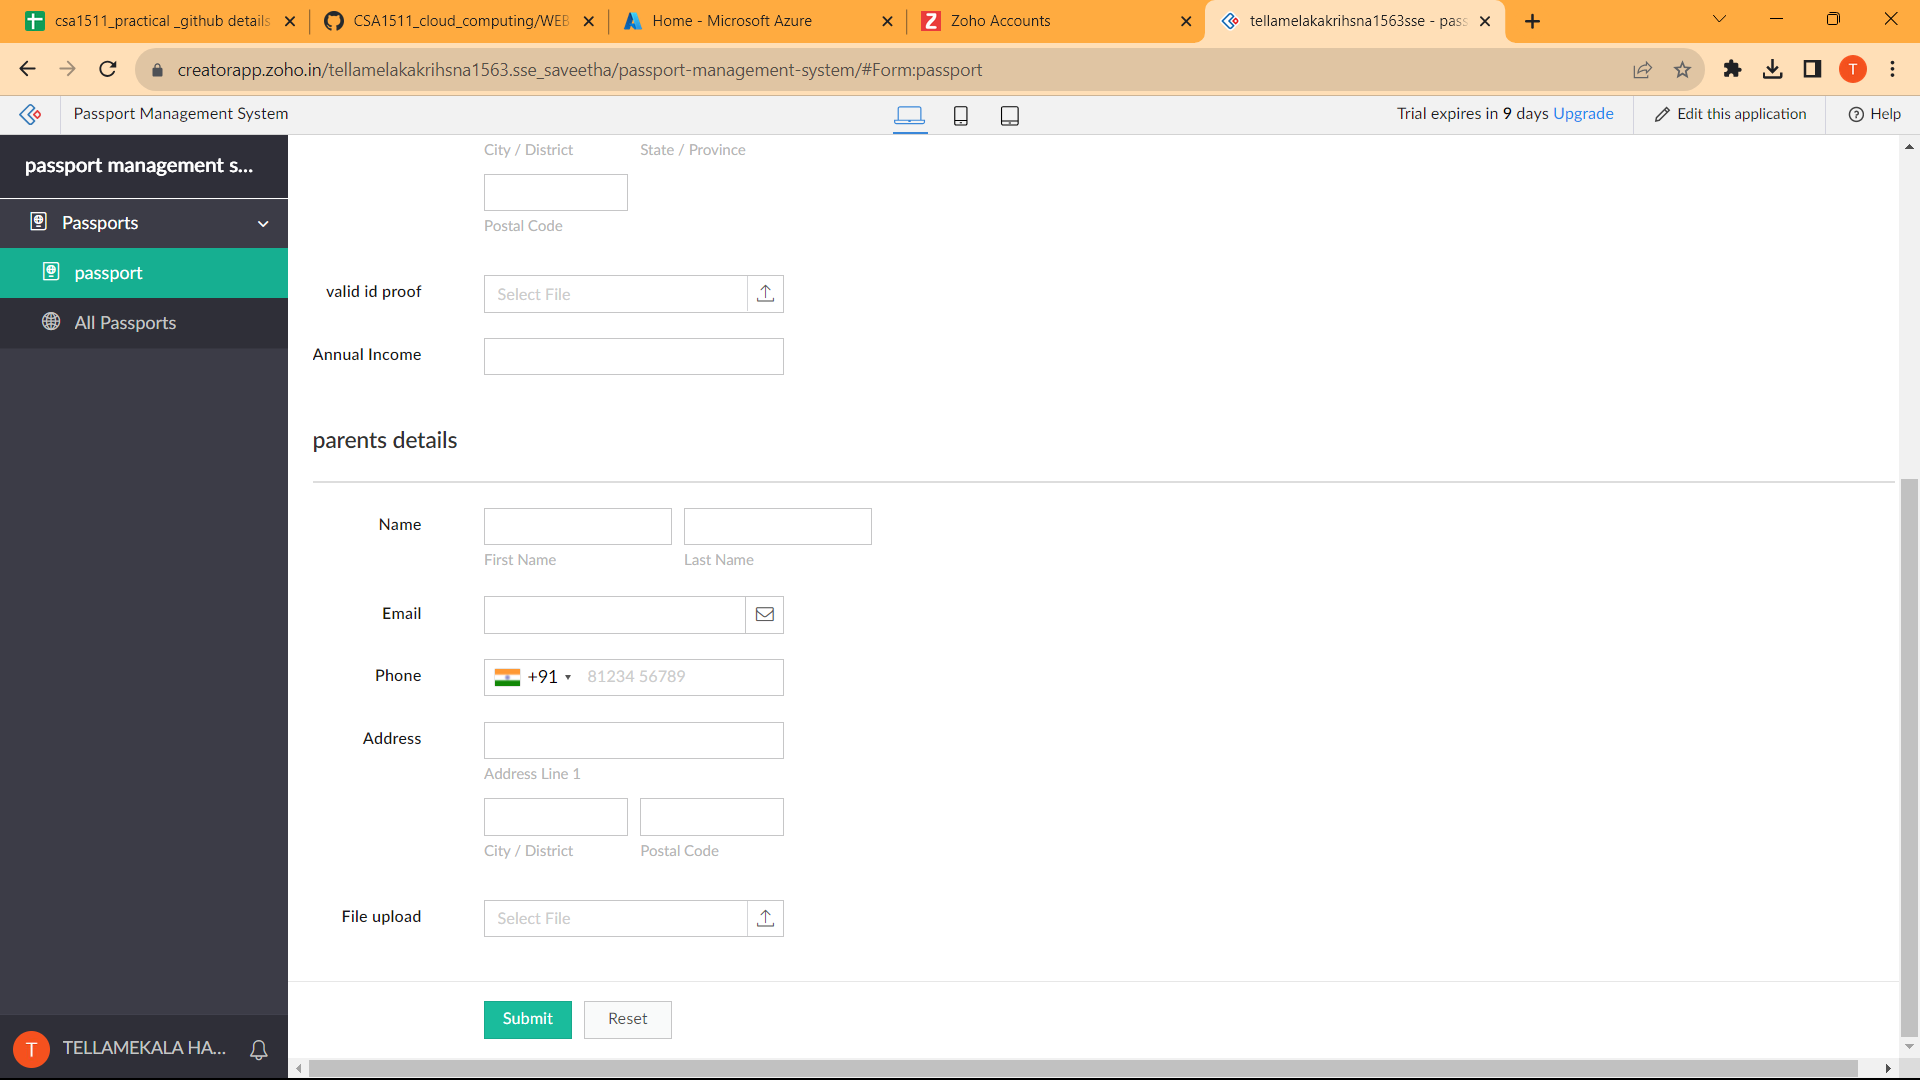 csa1511_practical _github details
CSA1511_cloud_computing/WEB
Home - Microsoft Azure
Z
Zoho Accounts
tellamelakakrihsna1563sse - pass
creatorapp.zoho.in/tellamelakakrihsna1563.sse_saveetha/passport-management-system/#Form:passport
T
Passport Management System
Trial expires in 9 days Upgrade
Edit this application
Help
passport management s...
Passports
passport
All Passports
City / District
State / Province
Postal Code
valid id proof
Select File
Annual Income
parents details
Name
First Name
Last Name
Email
Phone
+91
81234 56789
Address
Address Line 1
City / District
Postal Code
File upload
Select File
Submit
Reset
T
TELLAMEKALA HA...